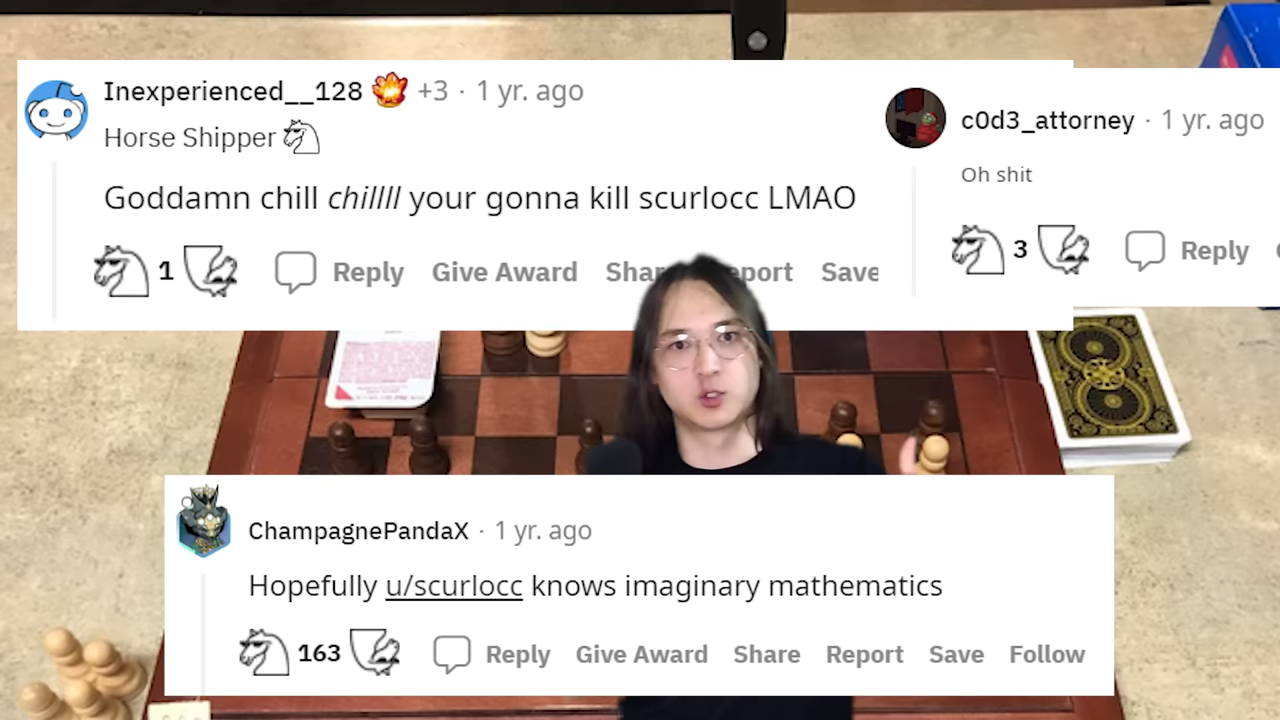 Inexperienced__128 +3 · 1 yr. ago
Horse Shipper
Goddamn chill chillll your gonna kill scurlocc LMAO
1 Reply Give Award Share Report Save
c0d3_attorney · 1 yr. ago
Oh shit
3 Reply
ChampagnePandaX · 1 yr. ago
Hopefully u/scurlocc knows imaginary mathematics
163 Reply Give Award Share Report Save Follow